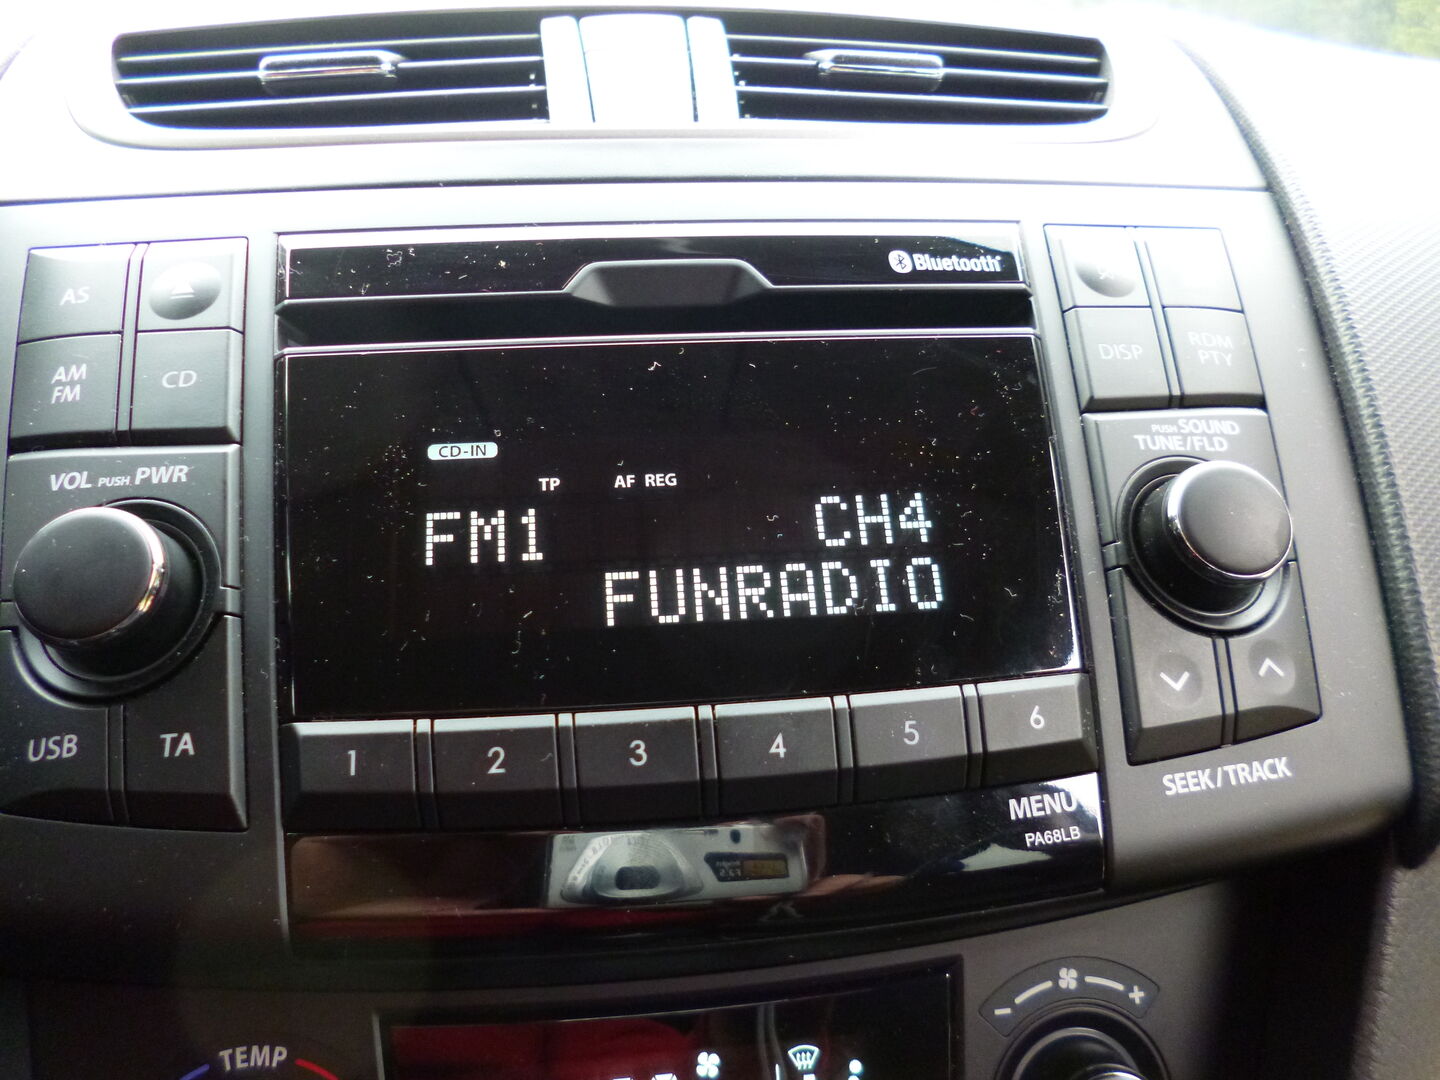 Bluetooth
AS
AM
FM
CD
DISP
RDM
PTY
VOL PUSH PWR
PUSH SOUND
TUNE/FLD
CD-IN
TP AF REG
FM1 CH4
FUNRADIO
USB
TA
1 2 3 4 5 6
SEEK/TRACK
MENU
PA68LB
- +
TEMP